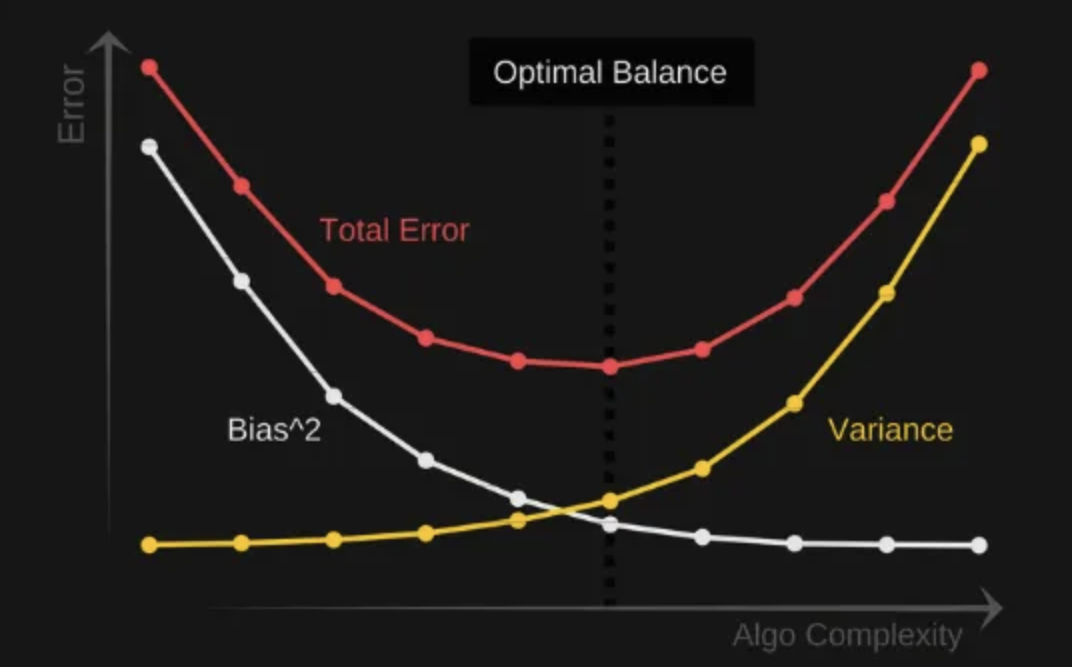 Error
Optimal Balance
Total Error
Bias^2
Variance
Algo Complexity